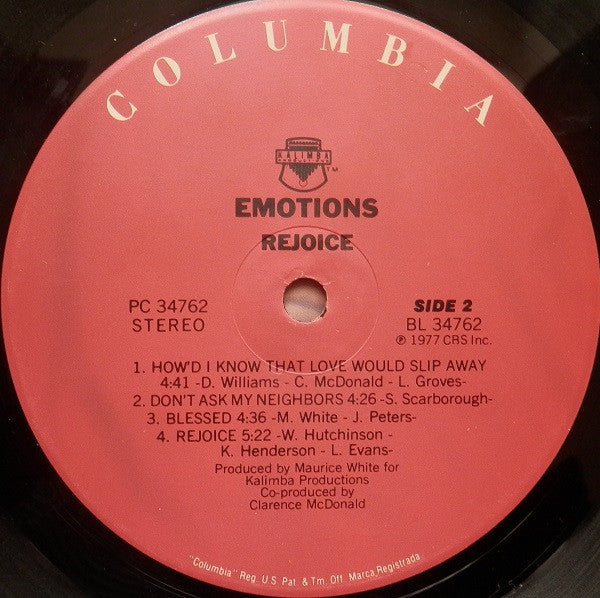 COLUMBIA
KALIMBA
TM
EMOTIONS
REJOICE
PC 34762
STEREO
SIDE 2
BL 34762
℗ 1977 CBS Inc.
1. HOW'D I KNOW THAT LOVE WOULD SLIP AWAY
4:41 -D. Williams - C. McDonald - L. Groves-
2. DON'T ASK MY NEIGHBORS 4:26 -S. Scarborough-
3. BLESSED 4:36 -M. White - J. Peters-
4. REJOICE 5:22 -W. Hutchinson -
K. Henderson - L. Evans-
Produced by Maurice White for
Kalimba Productions
Co-produced by
Clarence McDonald
"Columbia" Reg. U.S. Pat. & Tm. Off. Marca Registrada